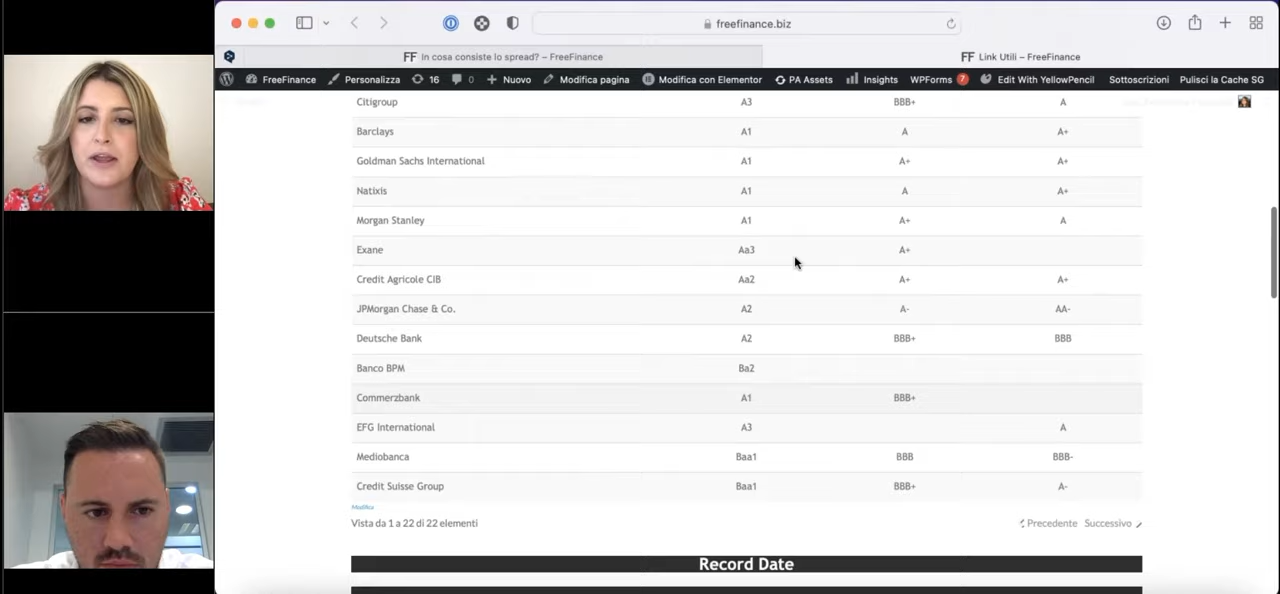 freefinance.biz
FF In cosa consiste lo spread? – FreeFinance
FF Link Utili – FreeFinance
FreeFinance Personalizza 16 0 Nuovo Modifica pagina Modifica con Elementor PA Assets Insights WPForms 7 Edit With YellowPencil Sottoscrizioni Pulisci la Cache SG
Citigroup A3 BBB+ A
Barclays A1 A A+
Goldman Sachs International A1 A+ A+
Natixis A1 A A+
Morgan Stanley A1 A+ A
Exane Aa3 A+
Credit Agricole CIB Aa2 A+ A+
JPMorgan Chase & Co. A2 A- AA-
Deutsche Bank A2 BBB+ BBB
Banco BPM Ba2
Commerzbank A1 BBB+
EFG International A3 A
Mediobanca Baa1 BBB BBB-
Credit Suisse Group Baa1 BBB+ A-
Modifica
Vista da 1 a 22 di 22 elementi
Precedente Successivo
Record Date